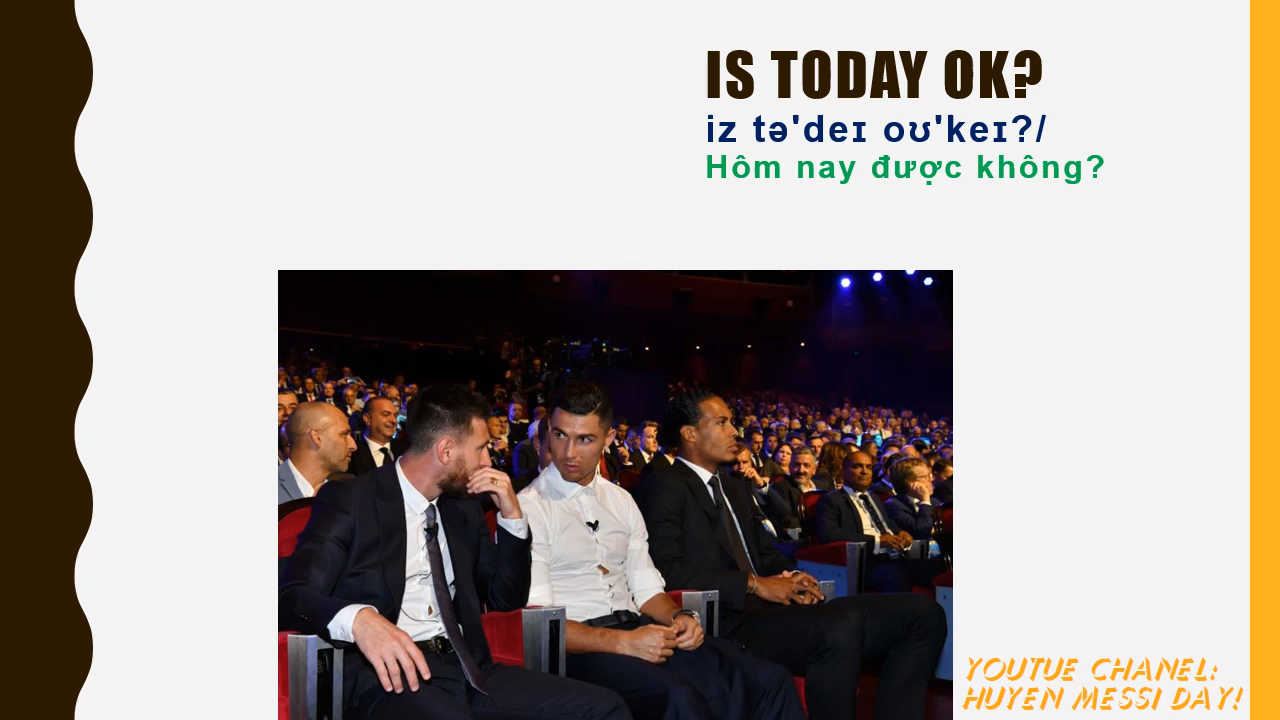 IS TODAY OK?
iz tə'deɪ oʊ'keɪ?/
Hôm nay được không?
YOUTUE CHANEL:
HUYEN MESSI DAY!